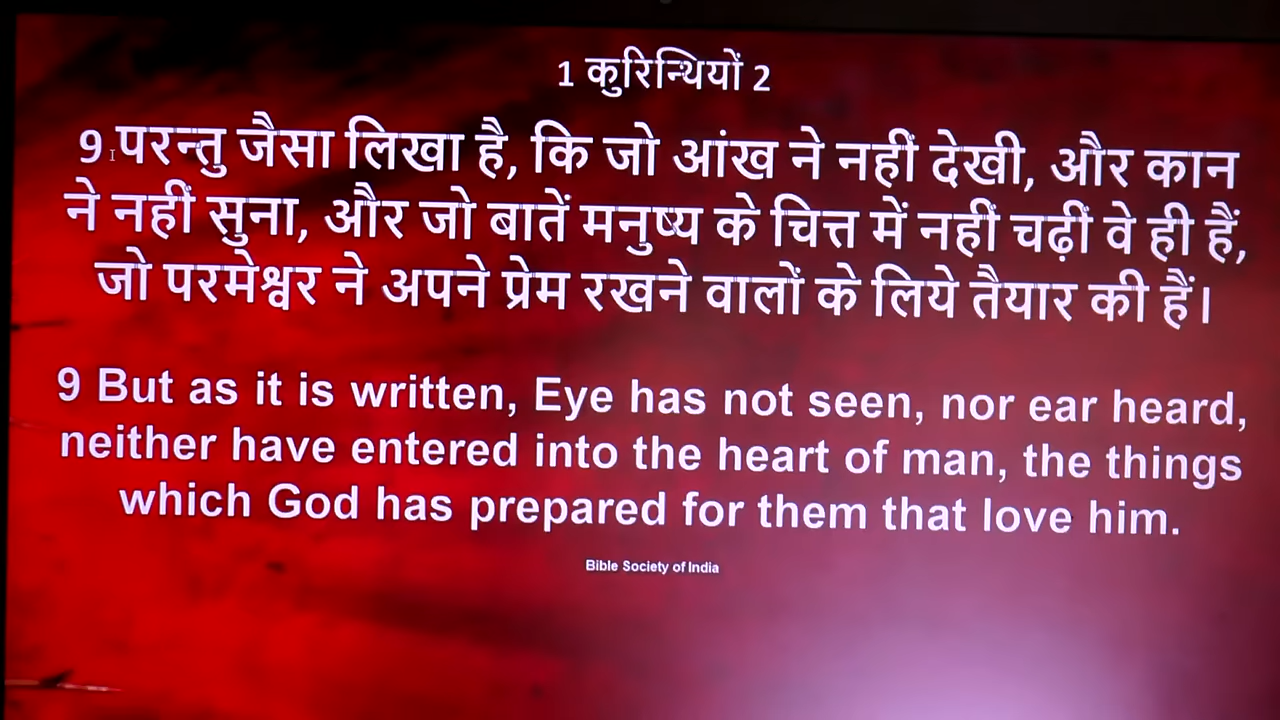 1 कुरिन्थियों 2
9 परन्तु जैसा लिखा है, कि जो आंख ने नहीं देखी, और कान
ने नहीं सुना, और जो बातें मनुष्य के चित्त में नहीं चढ़ीं वे ही हैं,
जो परमेश्वर ने अपने प्रेम रखने वालों के लिये तैयार की हैं।
9 But as it is written, Eye has not seen, nor ear heard,
neither have entered into the heart of man, the things
which God has prepared for them that love him.
Bible Society of India